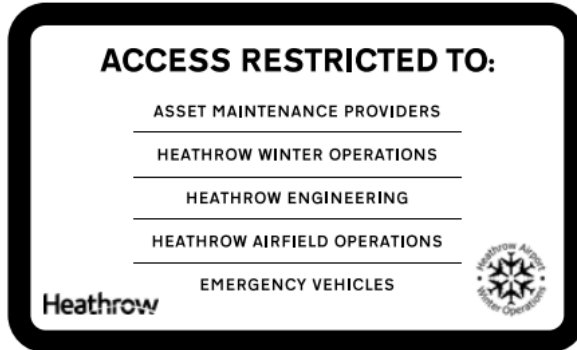 ACCESS RESTRICTED TO:
ASSET MAINTENANCE PROVIDERS
HEATHROW WINTER OPERATIONS
HEATHROW ENGINEERING
HEATHROW AIRFIELD OPERATIONS
EMERGENCY VEHICLES
Heathrow
Heathrow Airport
Winter Operations